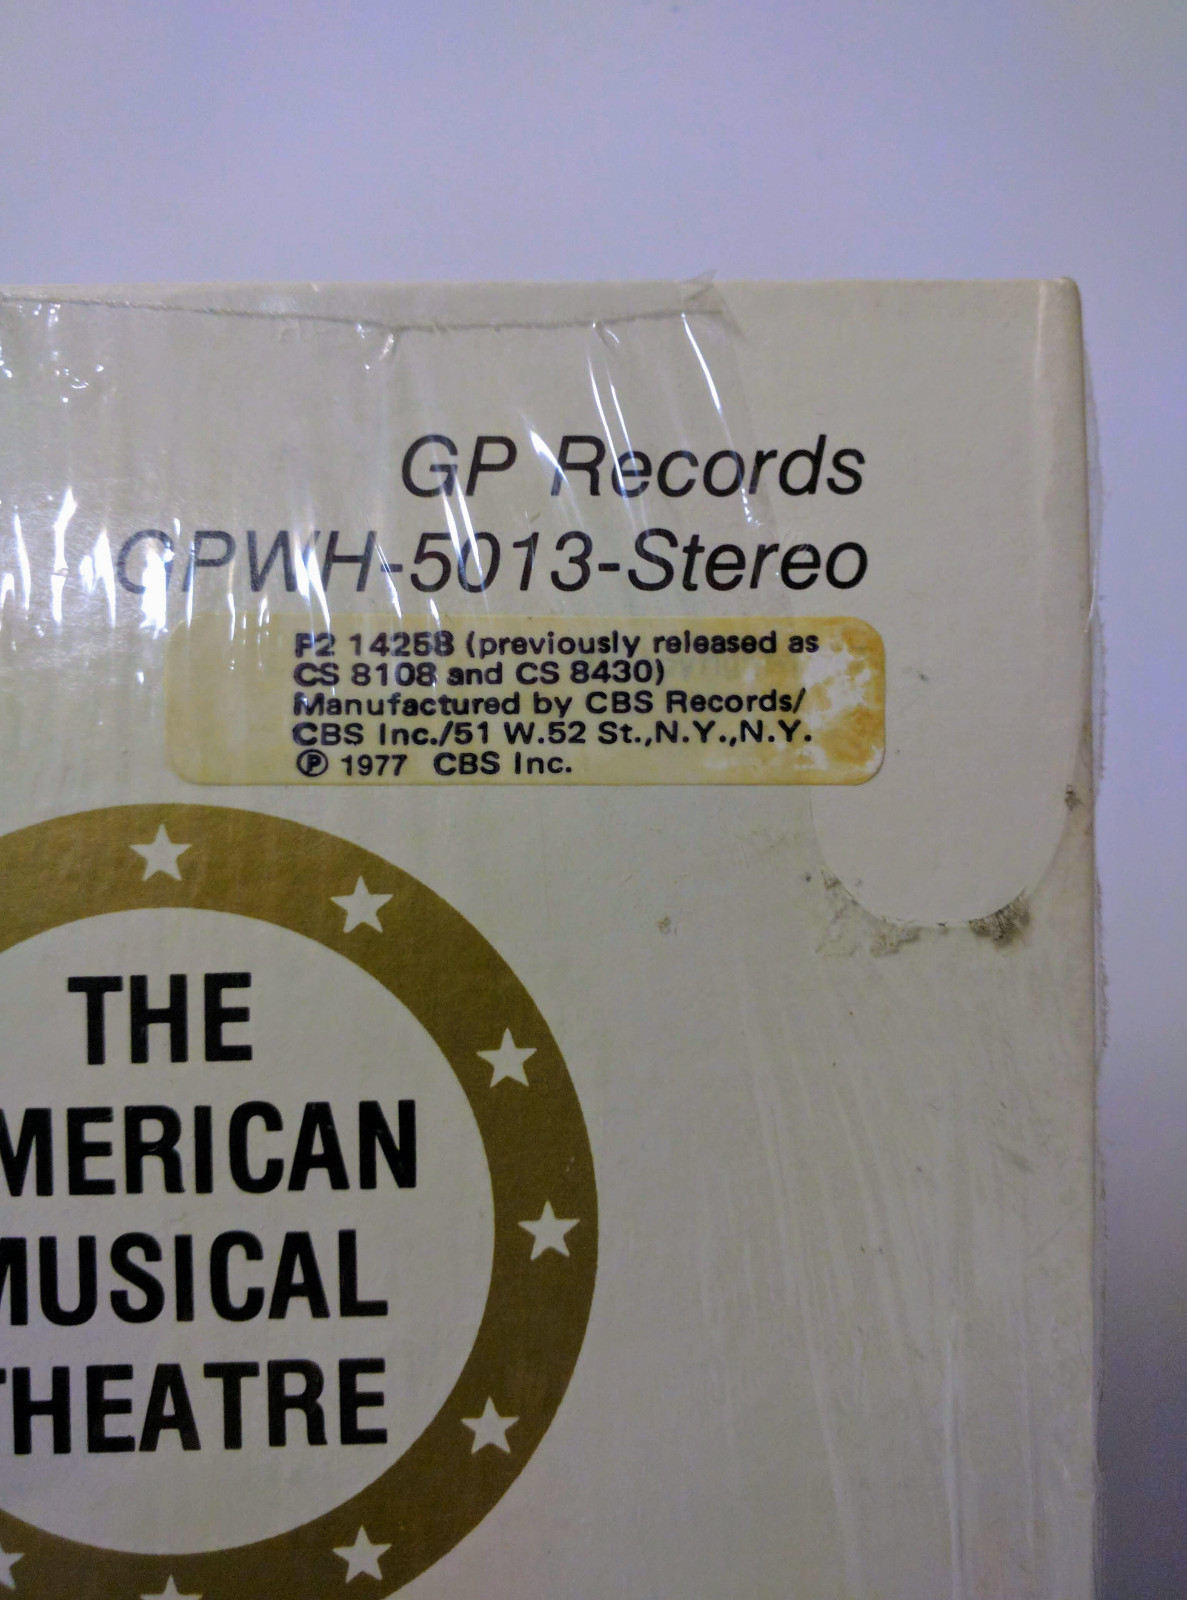 GP Records
GPWH-5013-Stereo
P2 14258 (previously released as
CS 8108 and CS 8430)
Manufactured by CBS Records/
CBS Inc./51 W.52 St.,N.Y.,N.Y.
℗ 1977 CBS Inc.
THE
AMERICAN
MUSICAL
THEATRE